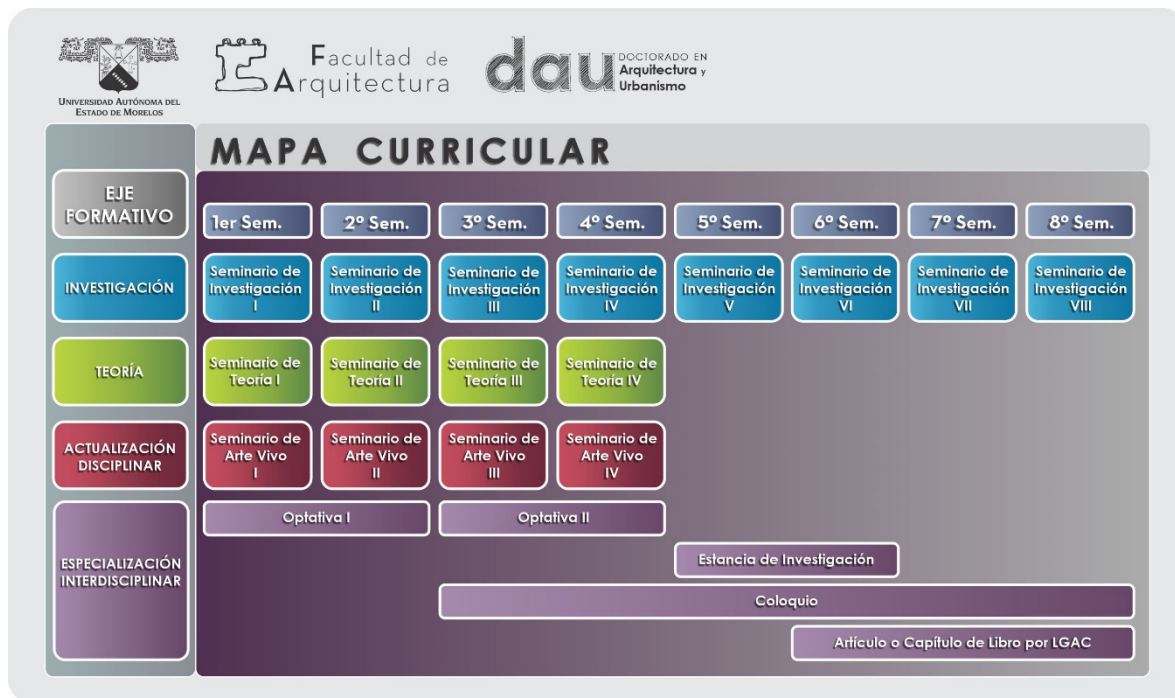 UNIVERSIDAD AUTÓNOMA DEL
ESTADO DE MORELOS
Facultad de
Arquitectura
dau
DOCTORADO EN
Arquitectura y
Urbanismo
MAPA CURRICULAR
EJE
FORMATIVO
1er Sem.
2º Sem.
3º Sem.
4º Sem.
5º Sem.
6º Sem.
7º Sem.
8º Sem.
INVESTIGACIÓN
Seminario de
Investigación
I
Seminario de
Investigación
II
Seminario de
Investigación
III
Seminario de
Investigación
IV
Seminario de
Investigación
V
Seminario de
Investigación
VI
Seminario de
Investigación
VII
Seminario de
Investigación
VIII
TEORÍA
Seminario de
Teoría I
Seminario de
Teoría II
Seminario de
Teoría III
Seminario de
Teoría IV
ACTUALIZACIÓN
DISCIPLINAR
Seminario de
Arte Vivo
I
Seminario de
Arte Vivo
II
Seminario de
Arte Vivo
III
Seminario de
Arte Vivo
IV
ESPECIALIZACIÓN
INTERDISCIPLINAR
Optativa I
Optativa II
Estancia de Investigación
Coloquio
Artículo o Capítulo de Libro por LGAC